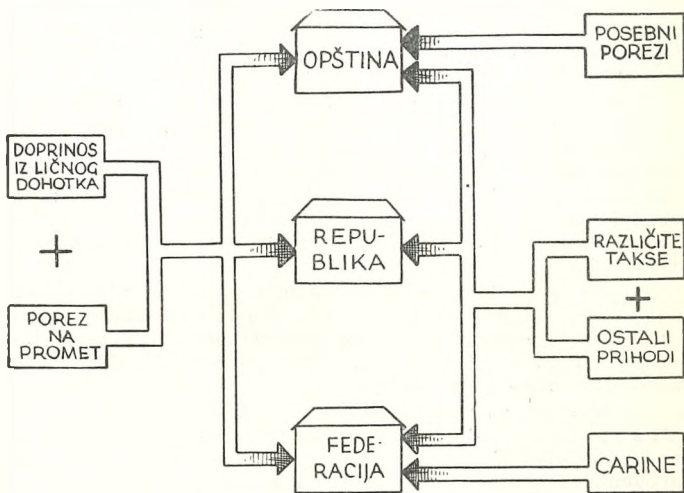 OPŠTINA
POSEBNI
POREZI
DOPRINOS
IZ LIČNOG
DOHOTKA
+
POREZ
NA
PROMET
REPU-
BLIKA
RAZLIČITE
TAKSE
+
OSTALI
PRIHODI
FEDE-
RACIJA
CARINE